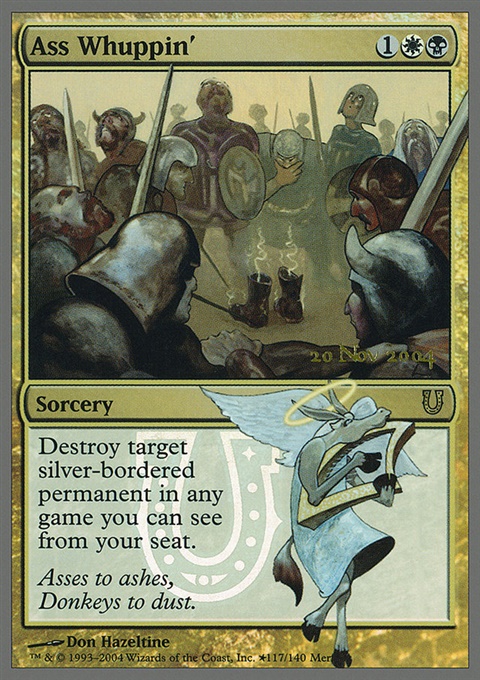 Ass Whuppin'
1
20 Nov 2004
Sorcery
Destroy target
silver-bordered
permanent in any
game you can see
from your seat.
Asses to ashes,
Donkeys to dust.
Don Hazeltine
™ & © 1993–2004 Wizards of the Coast, Inc. ★117/140